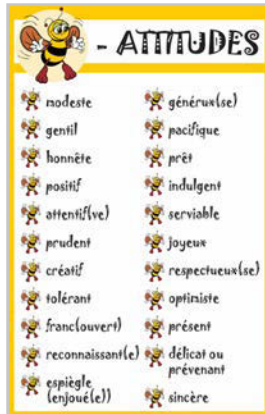 - ATTITUDES
modeste
gentil
honnête
positif
attentif(ve)
prudent
créatif
tolérant
franc(ouvert)
reconnaissant(e)
espiègle
(enjoué(e))
générux(se)
pacifique
prêt
indulgent
serviable
joyeux
respectueux(se)
optimiste
présent
délicat ou
prévenant
sincère